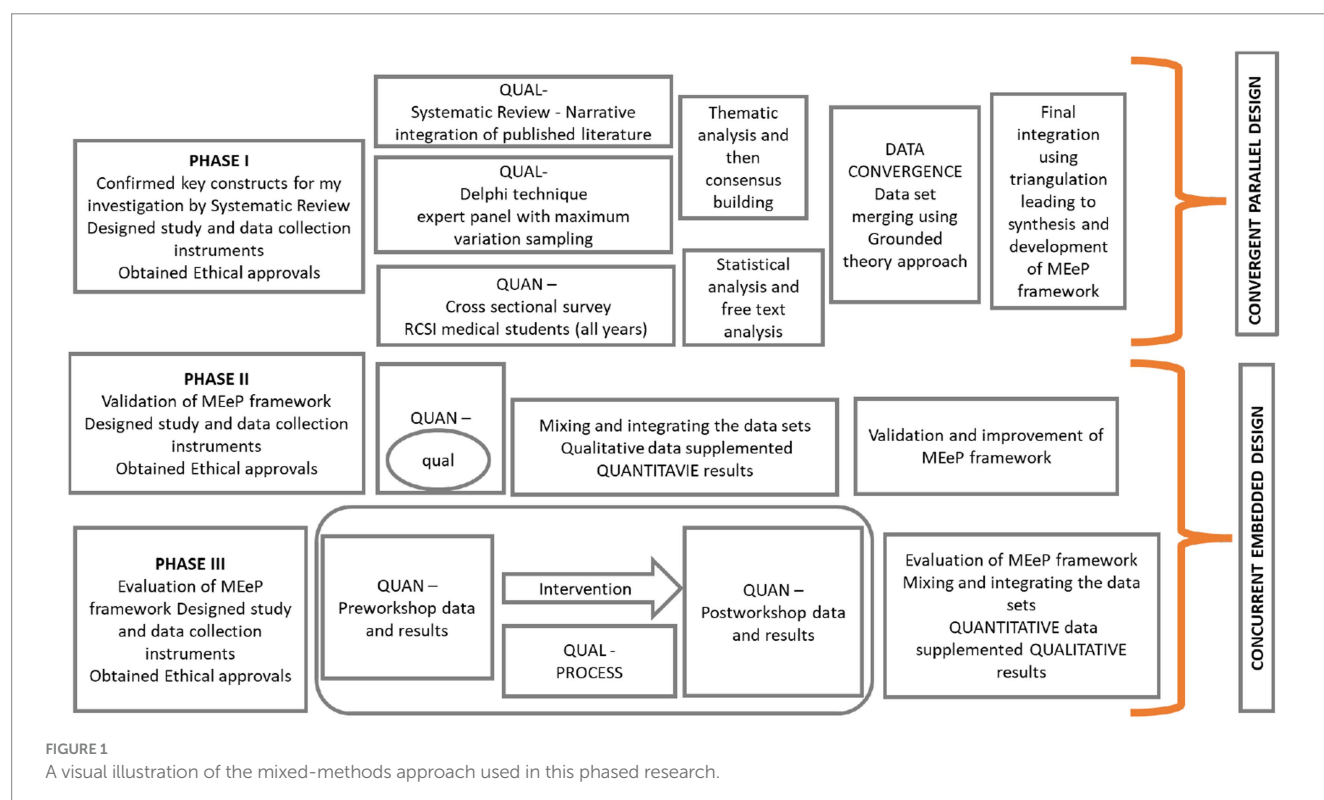 PHASE I
Confirmed key constructs for my
investigation by Systematic Review
Designed study and data collection
instruments
Obtained Ethical approvals
QUAL-
Systematic Review - Narrative
integration of published literature
QUAL-
Delphi technique
expert panel with maximum
variation sampling
QUAN –
Cross sectional survey
RCSI medical students (all years)
Thematic
analysis and
then
consensus
building
Statistical
analysis and
free text
analysis
DATA
CONVERGENCE
Data set
merging using
Grounded
theory approach
Final
integration
using
triangulation
leading to
synthesis and
development
of MEeP
framework
CONVERGENT PARALLEL DESIGN
PHASE II
Validation of MEeP framework
Designed study and data collection
instruments
Obtained Ethical approvals
QUAN –
qual
Mixing and integrating the data sets
Qualitative data supplemented
QUANTITAVIE results
Validation and improvement of
MEeP framework
PHASE III
Evaluation of MEeP
framework Designed study
and data collection
instruments
Obtained Ethical approvals
QUAN –
Preworkshop data
and results
Intervention
QUAL -
PROCESS
QUAN –
Postworkshop data
and results
Evaluation of MEeP framework
Mixing and integrating the data
sets
QUANTITATIVE data
supplemented QUALITATIVE
results
CONCURRENT EMBEDDED DESIGN
FIGURE 1
A visual illustration of the mixed-methods approach used in this phased research.